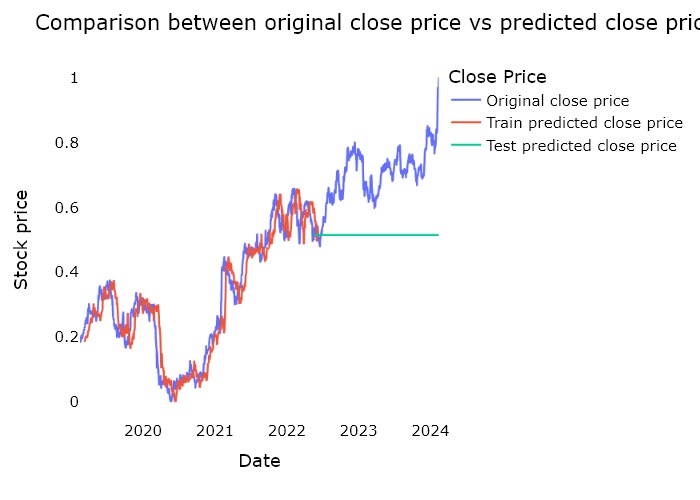 Comparison between original close price vs predicted close pric
Close Price
Original close price
Train predicted close price
Test predicted close price
Stock price
1
0.8
0.6
0.4
0.2
0
2020
2021
2022
2023
2024
Date